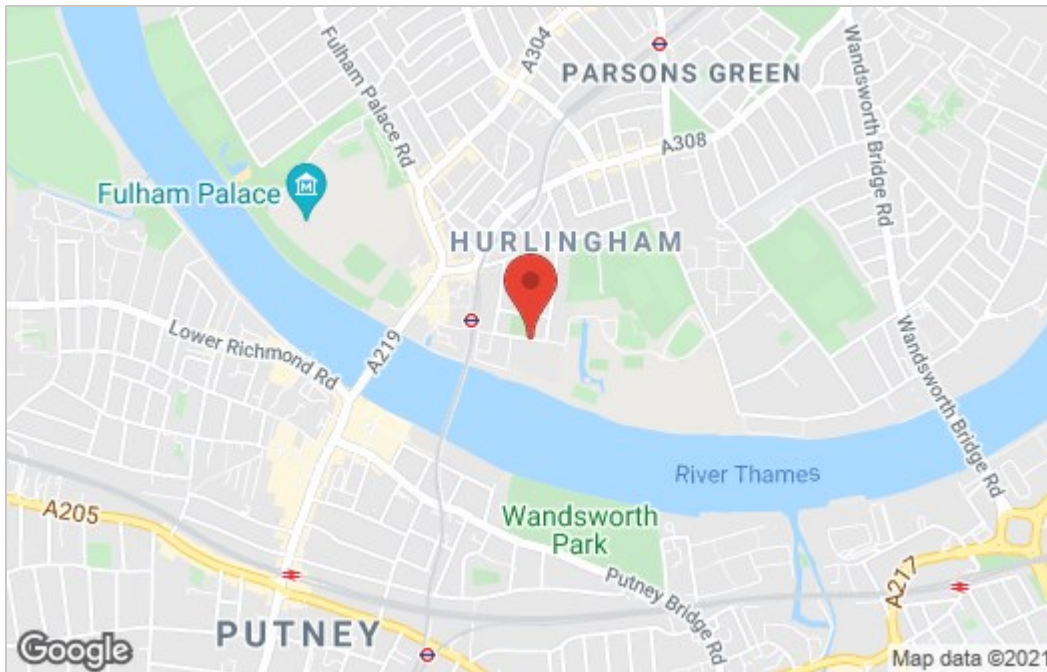 Fulham Palace Rd
A304
PARSONS GREEN
Wandsworth Bridge Rd
A308
Fulham Palace
M
HURLINGHAM
Lower Richmond Rd
A219
Wandsworth Bridge Rd
River Thames
A205
Wandsworth
Park
Putney Bridge Rd
A217
PUTNEY
Google
Map data ©2021